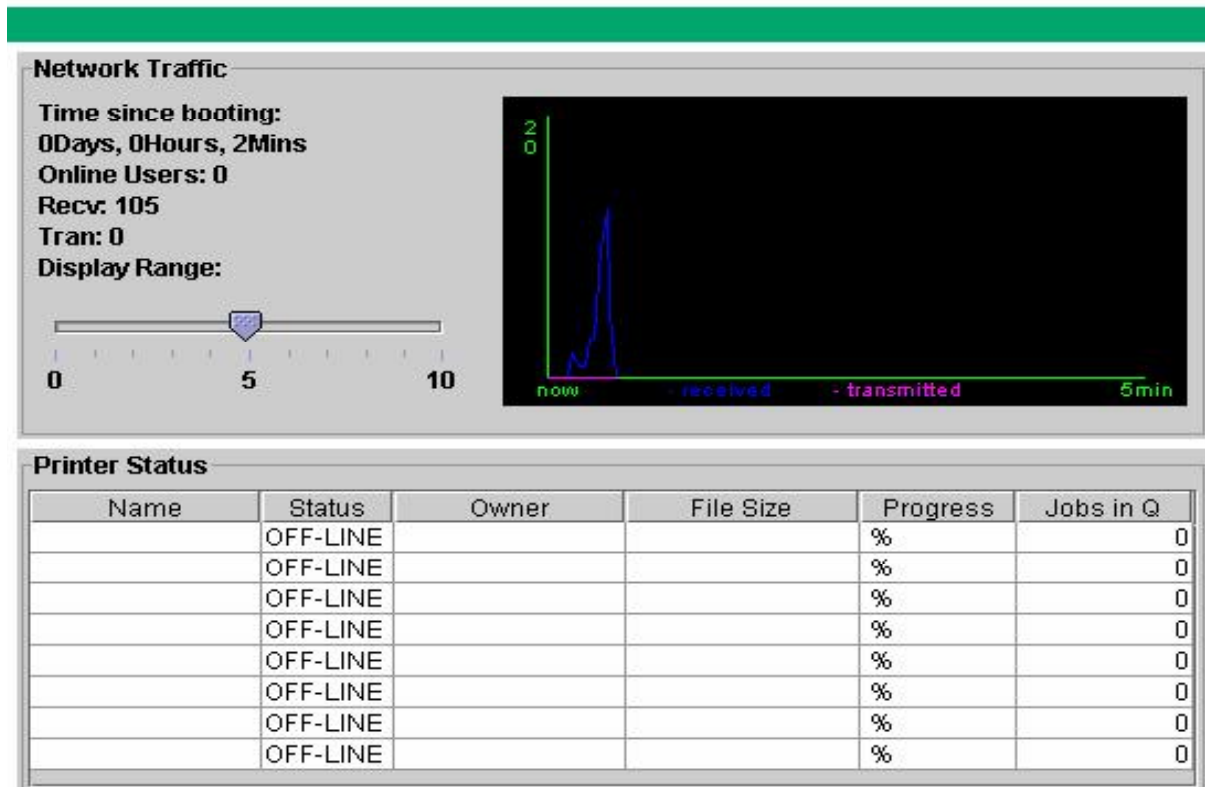 Network Traffic
Time since booting:
0Days, 0Hours, 2Mins
Online Users: 0
Recv: 105
Tran: 0
Display Range:
0 5 10
20
now - received - transmitted 5min
Printer Status
Name Status Owner File Size Progress Jobs in Q
OFF-LINE % 0
OFF-LINE % 0
OFF-LINE % 0
OFF-LINE % 0
OFF-LINE % 0
OFF-LINE % 0
OFF-LINE % 0
OFF-LINE % 0